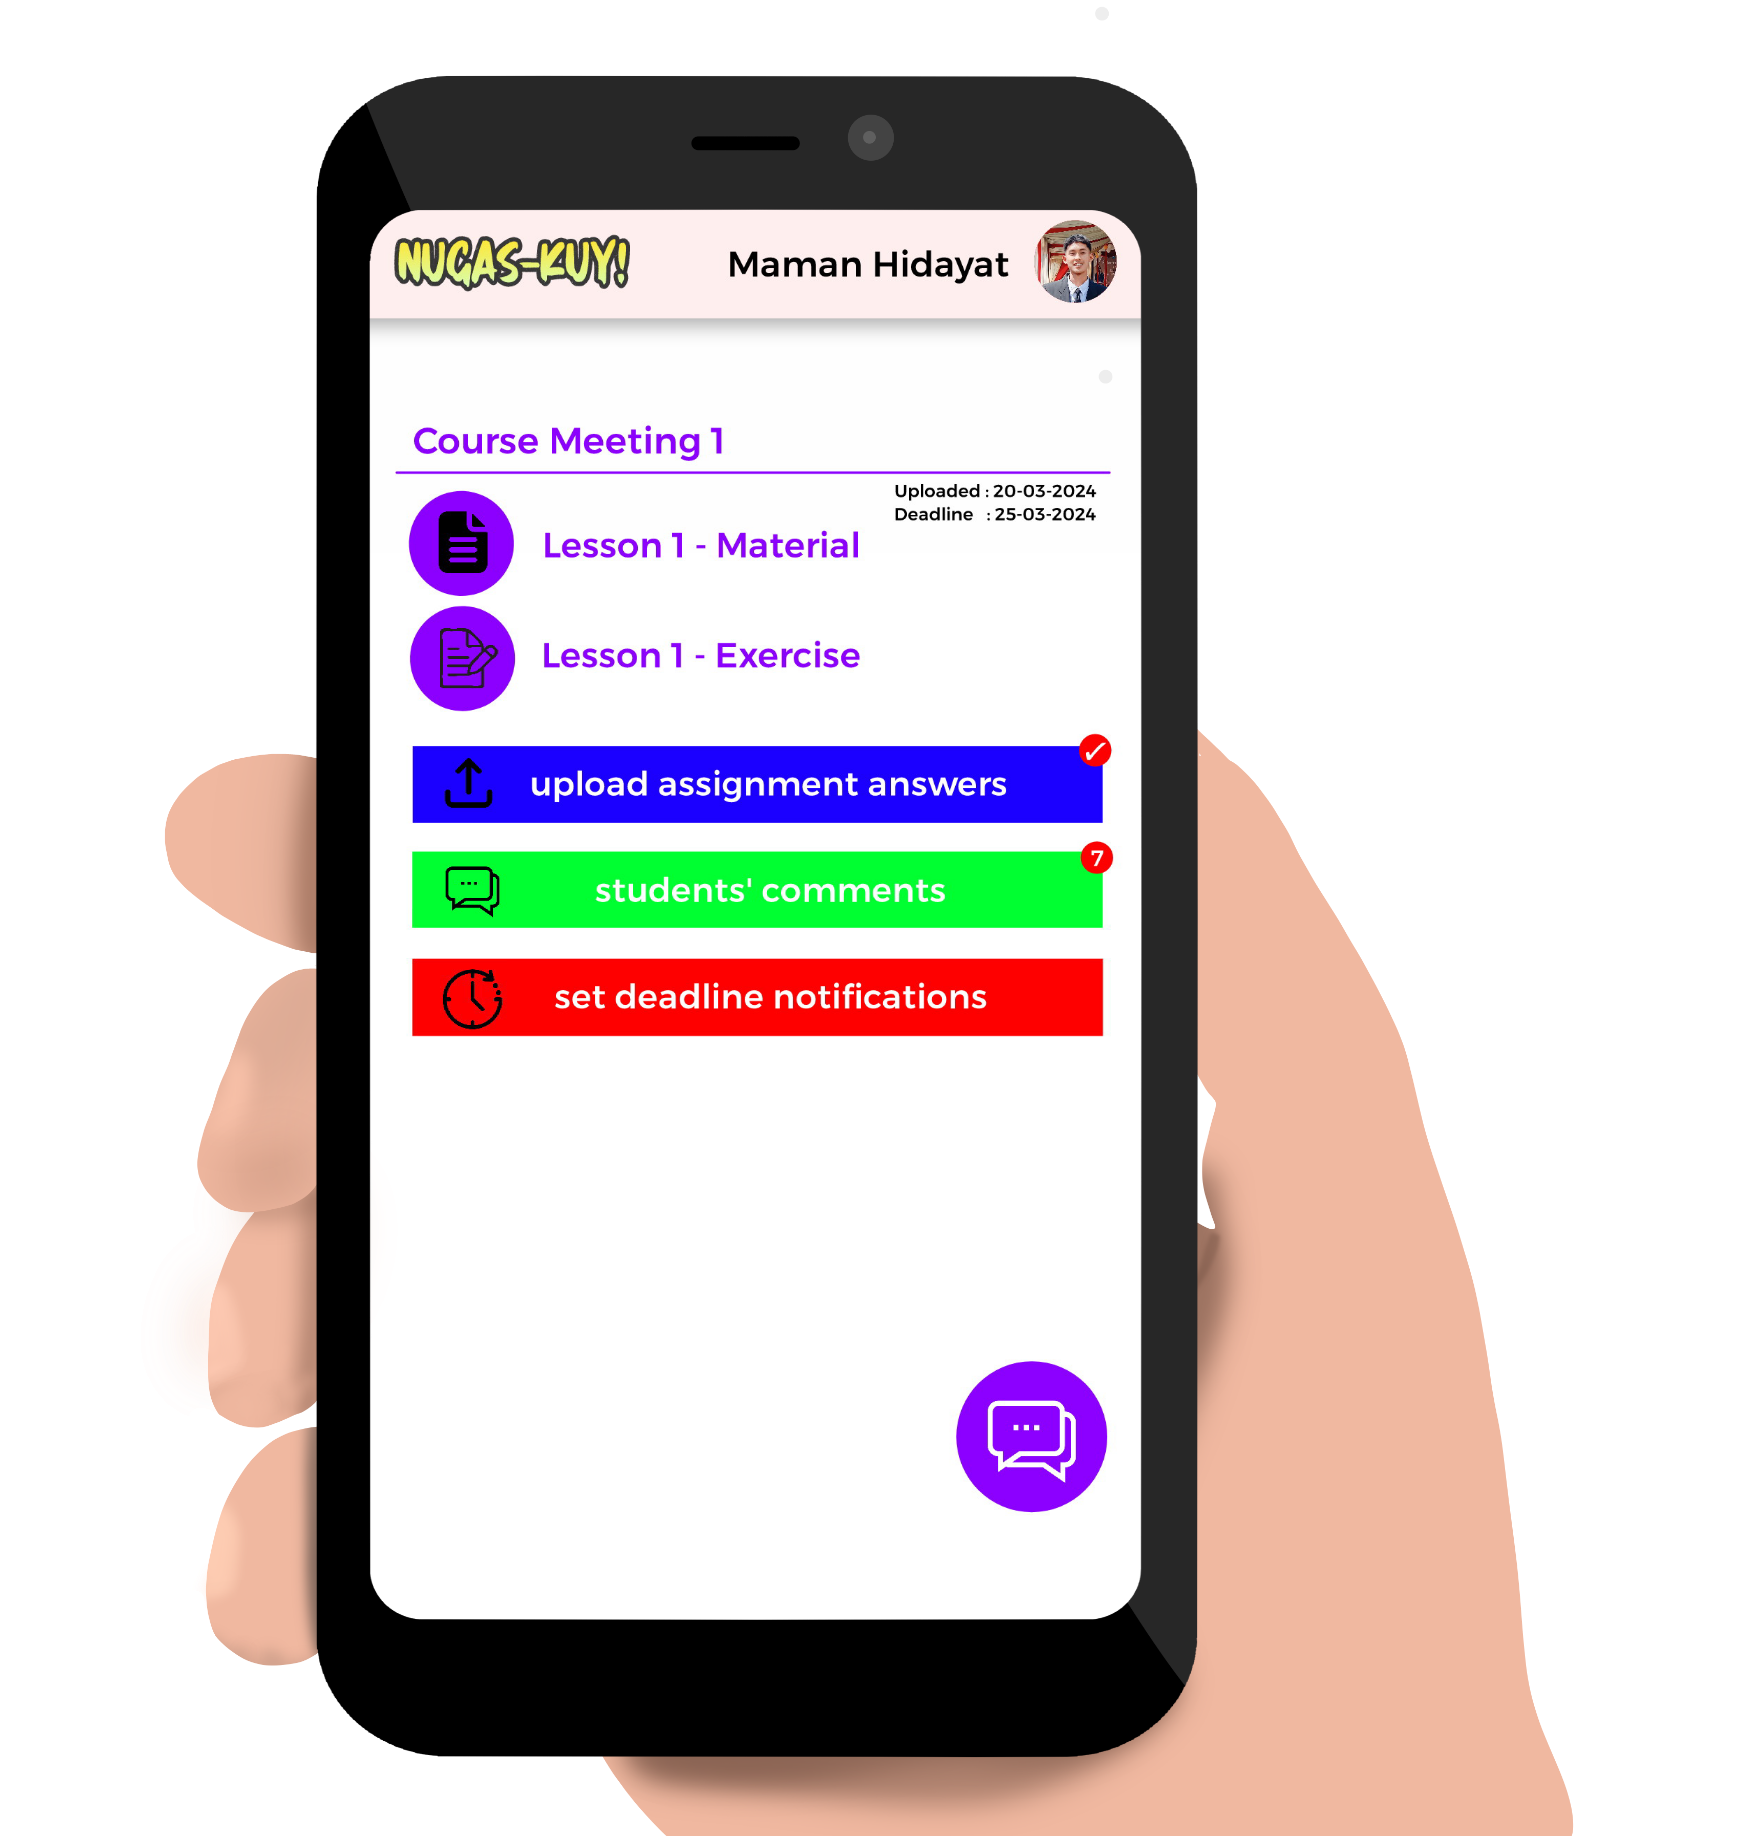 NUGAS-KUY!
Maman Hidayat
Course Meeting 1
Uploaded : 20-03-2024
Deadline : 25-03-2024
Lesson 1 - Material
Lesson 1 - Exercise
upload assignment answers
7
students' comments
set deadline notifications